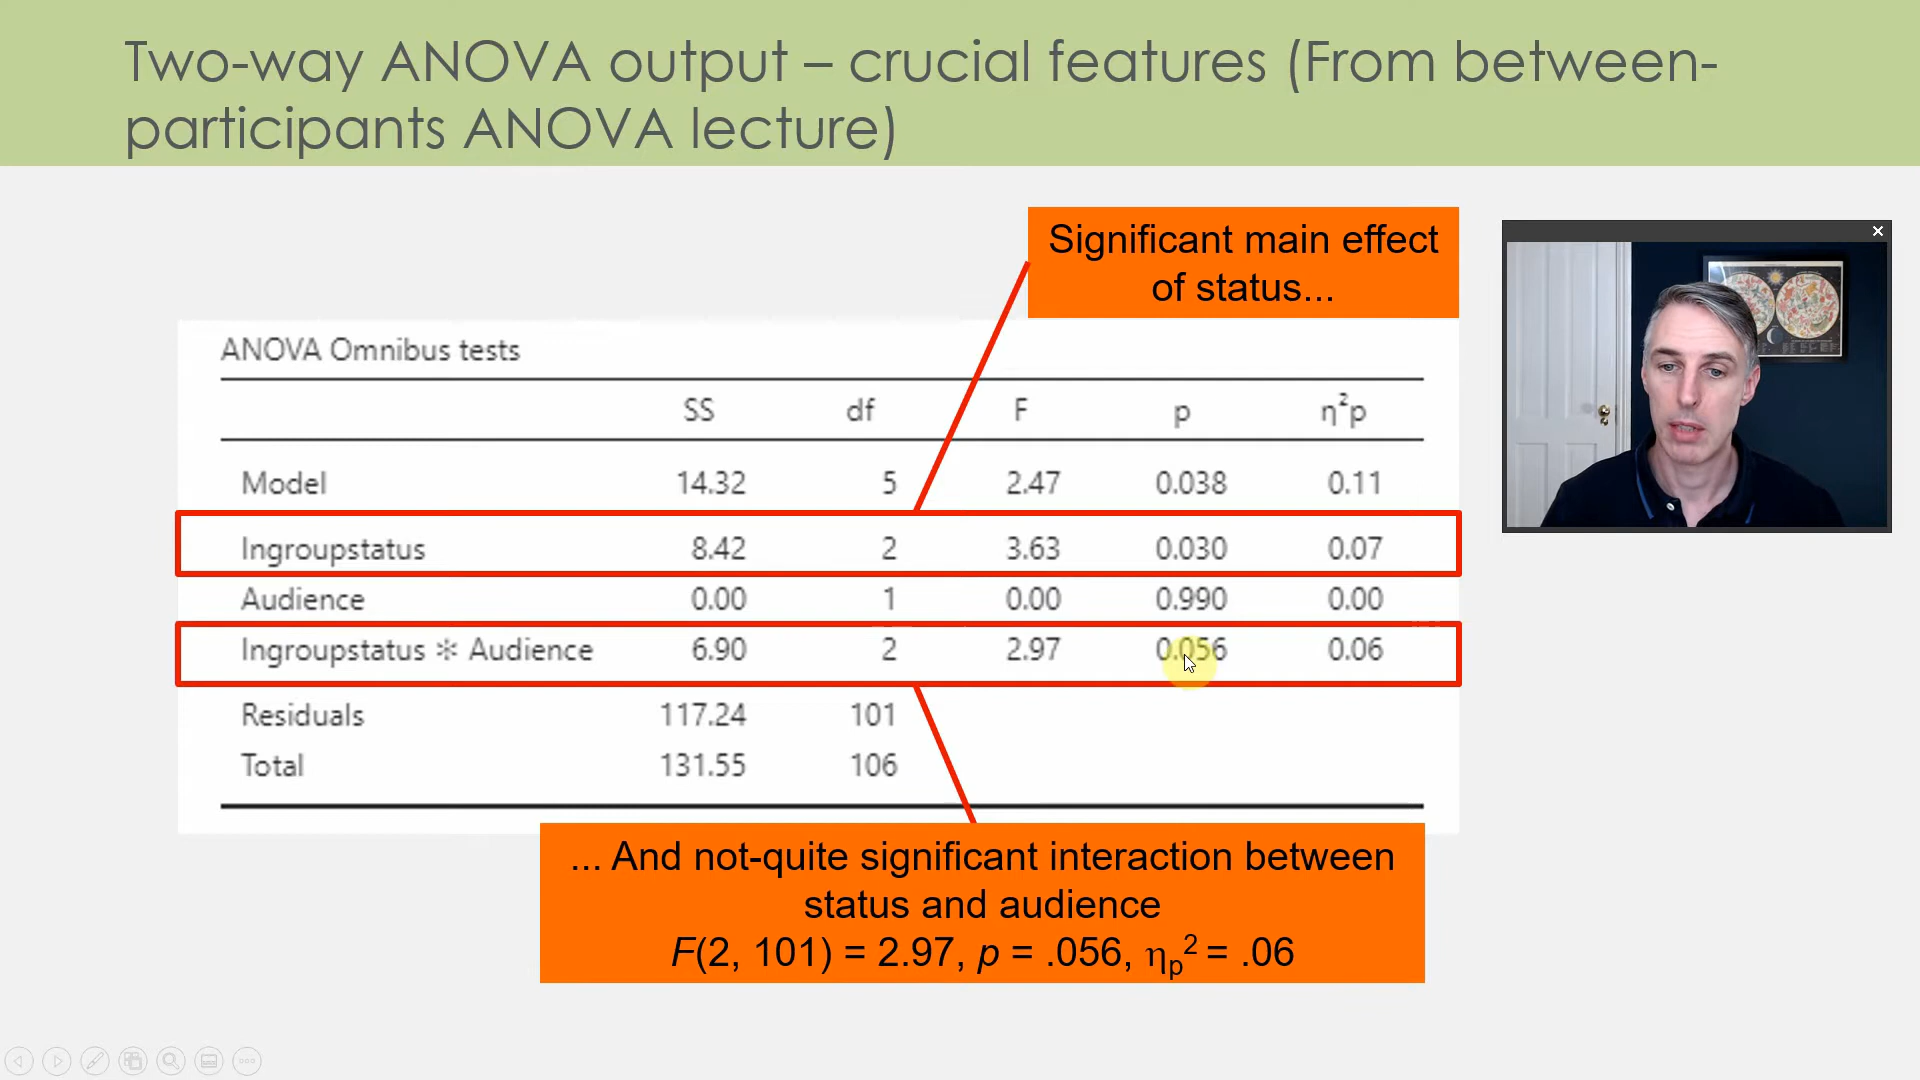 Two-way ANOVA output – crucial features (From between-
participants ANOVA lecture)
Significant main effect
of status...
ANOVA Omnibus tests
SS df F p η²p
Model 14.32 5 2.47 0.038 0.11
Ingroupstatus 8.42 2 3.63 0.030 0.07
Audience 0.00 1 0.00 0.990 0.00
Ingroupstatus ✻ Audience 6.90 2 2.97 0.056 0.06
Residuals 117.24 101
Total 131.55 106
... And not-quite significant interaction between
status and audience
F(2, 101) = 2.97, p = .056, ηp² = .06